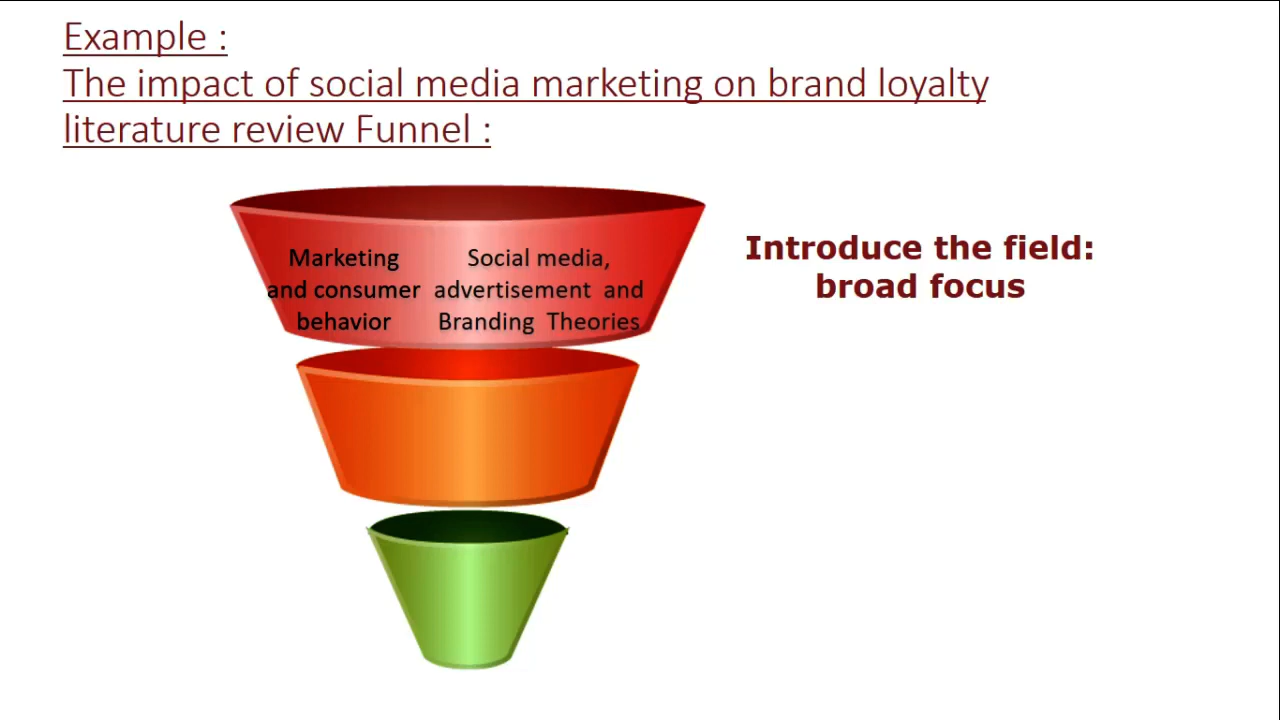 Example :
The impact of social media marketing on brand loyalty
literature review Funnel :
Marketing
and consumer
behavior
Social media,
advertisement and
Branding Theories
Introduce the field:
broad focus